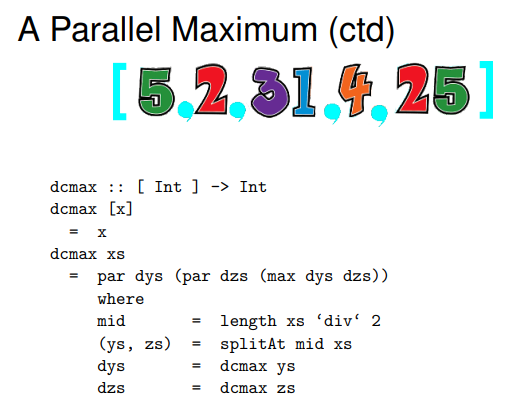 A Parallel Maximum (ctd)
[5,2,31,4,25]
dcmax :: [ Int ] -> Int
dcmax [x]
= x
dcmax xs
= par dys (par dzs (max dys dzs))
where
mid = length xs ‘div‘ 2
(ys, zs) = splitAt mid xs
dys = dcmax ys
dzs = dcmax zs